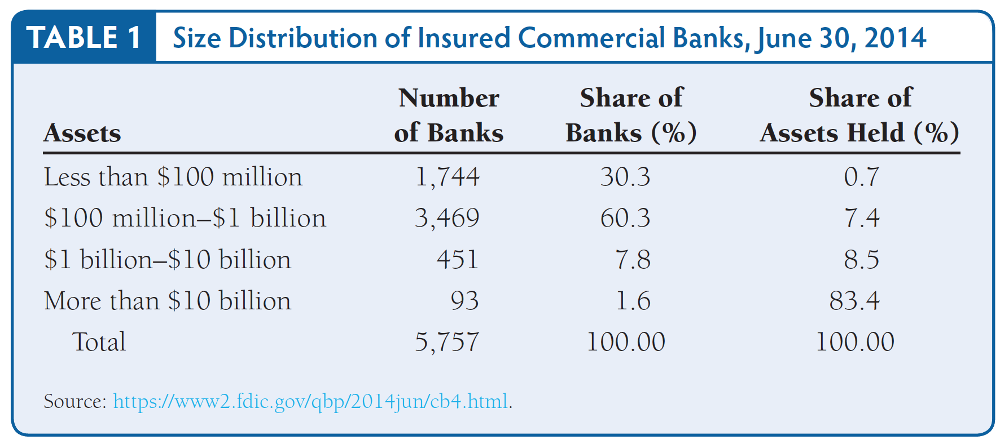 TABLE 1 Size Distribution of Insured Commercial Banks, June 30, 2014
Number Share of Share of
Assets of Banks Banks (%) Assets Held (%)
Less than $100 million 1,744 30.3 0.7
$100 million–$1 billion 3,469 60.3 7.4
$1 billion–$10 billion 451 7.8 8.5
More than $10 billion 93 1.6 83.4
Total 5,757 100.00 100.00
Source: https://www2.fdic.gov/qbp/2014jun/cb4.html.